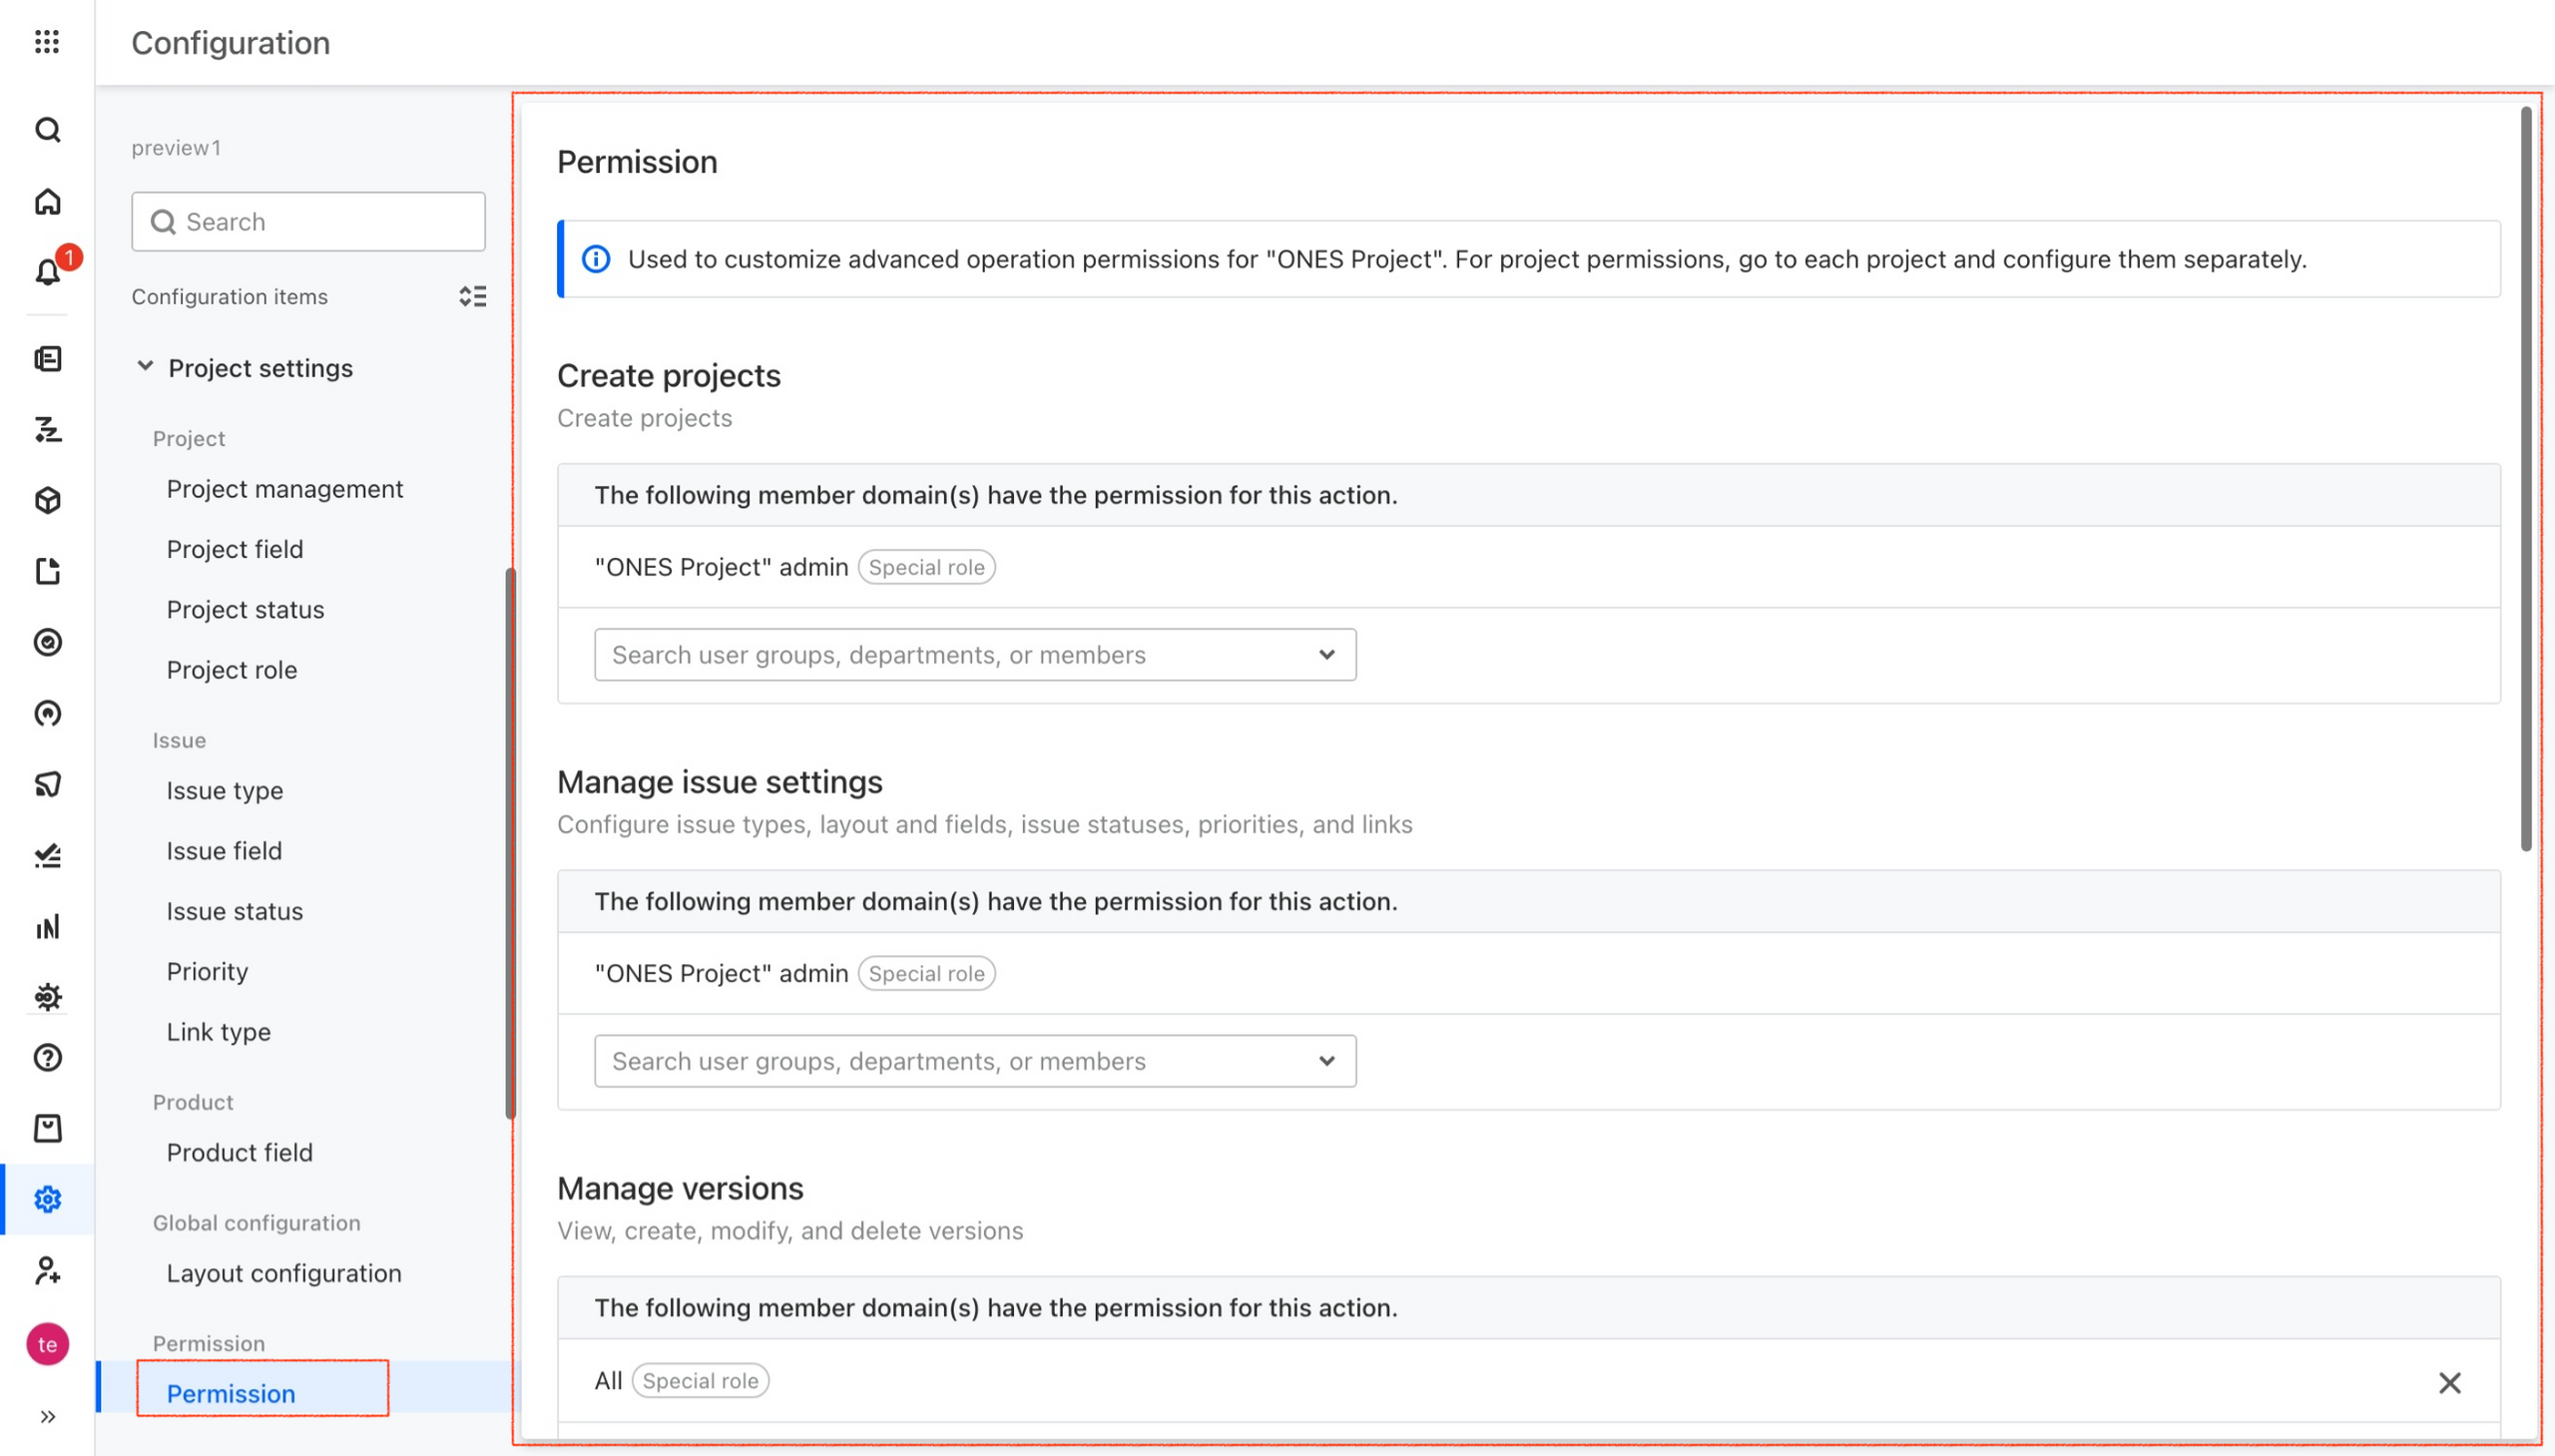 Configuration
1
te
preview1
Search
Configuration items
Project settings
Project
Project management
Project field
Project status
Project role
Issue
Issue type
Issue field
Issue status
Priority
Link type
Product
Product field
Global configuration
Layout configuration
Permission
Permission
Permission
Used to customize advanced operation permissions for "ONES Project". For project permissions, go to each project and configure them separately.
Create projects
Create projects
The following member domain(s) have the permission for this action.
"ONES Project" admin Special role
Search user groups, departments, or members
Manage issue settings
Configure issue types, layout and fields, issue statuses, priorities, and links
The following member domain(s) have the permission for this action.
"ONES Project" admin Special role
Search user groups, departments, or members
Manage versions
View, create, modify, and delete versions
The following member domain(s) have the permission for this action.
All Special role